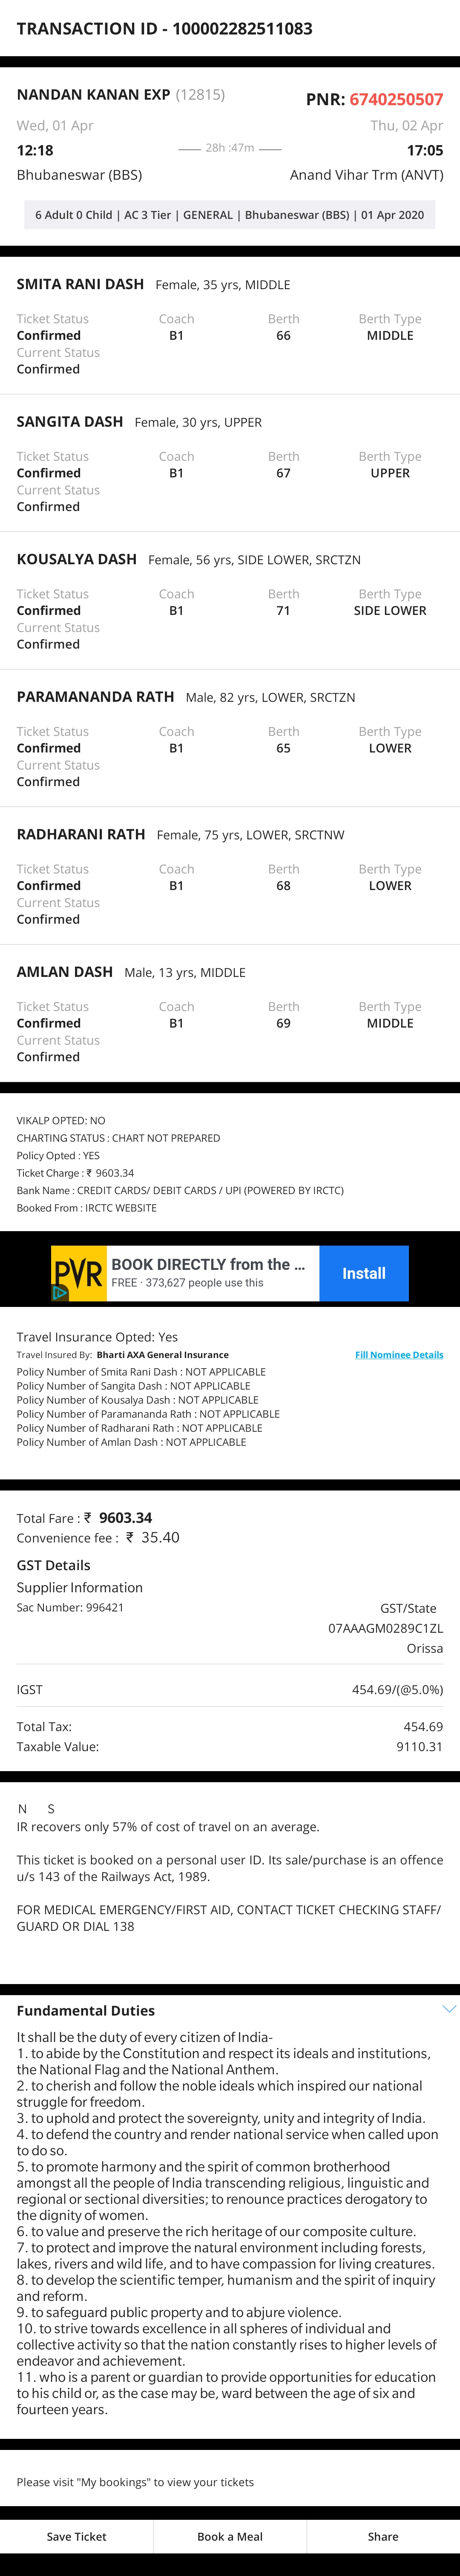 TRANSACTION ID - 100002282511083
NANDAN KANAN EXP (12815)
PNR: 6740250507
Wed, 01 Apr
Thu, 02 Apr
12:18
28h :47m
17:05
Bhubaneswar (BBS)
Anand Vihar Trm (ANVT)
6 Adult 0 Child | AC 3 Tier | GENERAL | Bhubaneswar (BBS) | 01 Apr 2020
SMITA RANI DASH Female, 35 yrs, MIDDLE
Ticket Status Coach Berth Berth Type
Confirmed B1 66 MIDDLE
Current Status
Confirmed
SANGITA DASH Female, 30 yrs, UPPER
Ticket Status Coach Berth Berth Type
Confirmed B1 67 UPPER
Current Status
Confirmed
KOUSALYA DASH Female, 56 yrs, SIDE LOWER, SRCTZN
Ticket Status Coach Berth Berth Type
Confirmed B1 71 SIDE LOWER
Current Status
Confirmed
PARAMANANDA RATH Male, 82 yrs, LOWER, SRCTZN
Ticket Status Coach Berth Berth Type
Confirmed B1 65 LOWER
Current Status
Confirmed
RADHARANI RATH Female, 75 yrs, LOWER, SRCTNW
Ticket Status Coach Berth Berth Type
Confirmed B1 68 LOWER
Current Status
Confirmed
AMLAN DASH Male, 13 yrs, MIDDLE
Ticket Status Coach Berth Berth Type
Confirmed B1 69 MIDDLE
Current Status
Confirmed
VIKALP OPTED: NO
CHARTING STATUS : CHART NOT PREPARED
Policy Opted : YES
Ticket Charge : ₹ 9603.34
Bank Name : CREDIT CARDS/ DEBIT CARDS / UPI (POWERED BY IRCTC)
Booked From : IRCTC WEBSITE
PVR
BOOK DIRECTLY from the ...
FREE · 373,627 people use this
Install
Travel Insurance Opted: Yes
Travel Insured By: Bharti AXA General Insurance
Fill Nominee Details
Policy Number of Smita Rani Dash : NOT APPLICABLE
Policy Number of Sangita Dash : NOT APPLICABLE
Policy Number of Kousalya Dash : NOT APPLICABLE
Policy Number of Paramananda Rath : NOT APPLICABLE
Policy Number of Radharani Rath : NOT APPLICABLE
Policy Number of Amlan Dash : NOT APPLICABLE
Total Fare : ₹ 9603.34
Convenience fee : ₹ 35.40
GST Details
Supplier Information
Sac Number: 996421
GST/State
07AAAGM0289C1ZL
Orissa
IGST 454.69/(@5.0%)
Total Tax: 454.69
Taxable Value: 9110.31
N S
IR recovers only 57% of cost of travel on an average.
This ticket is booked on a personal user ID. Its sale/purchase is an offence
u/s 143 of the Railways Act, 1989.
FOR MEDICAL EMERGENCY/FIRST AID, CONTACT TICKET CHECKING STAFF/
GUARD OR DIAL 138
Fundamental Duties
It shall be the duty of every citizen of India-
1. to abide by the Constitution and respect its ideals and institutions,
the National Flag and the National Anthem.
2. to cherish and follow the noble ideals which inspired our national
struggle for freedom.
3. to uphold and protect the sovereignty, unity and integrity of India.
4. to defend the country and render national service when called upon
to do so.
5. to promote harmony and the spirit of common brotherhood
amongst all the people of India transcending religious, linguistic and
regional or sectional diversities; to renounce practices derogatory to
the dignity of women.
6. to value and preserve the rich heritage of our composite culture.
7. to protect and improve the natural environment including forests,
lakes, rivers and wild life, and to have compassion for living creatures.
8. to develop the scientific temper, humanism and the spirit of inquiry
and reform.
9. to safeguard public property and to abjure violence.
10. to strive towards excellence in all spheres of individual and
collective activity so that the nation constantly rises to higher levels of
endeavor and achievement.
11. who is a parent or guardian to provide opportunities for education
to his child or, as the case may be, ward between the age of six and
fourteen years.
Please visit "My bookings" to view your tickets
Save Ticket
Book a Meal
Share